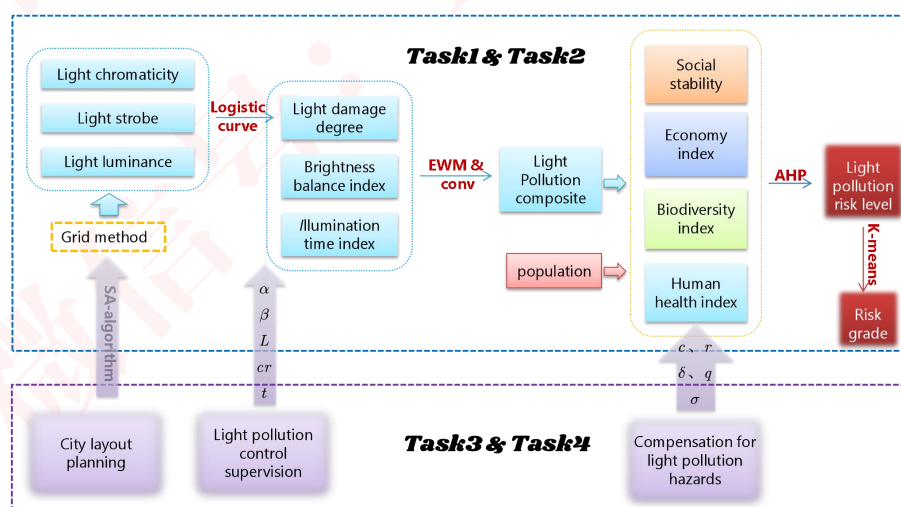 Task1 & Task2
Light chromaticity
Light strobe
Light luminance
Grid method
Logistic
curve
Light damage
degree
Brightness
balance index
Illumination
time index
EWM &
conv
Light
Pollution
composite
population
Social
stability
Economy
index
Biodiversity
index
Human
health index
AHP
Light
pollution
risk level
K-means
Risk
grade
SA-algorithm
α
β
L
cr
t
c、r
δ、q
σ
Task3 & Task4
City layout
planning
Light pollution
control
supervision
Compensation for
light pollution
hazards